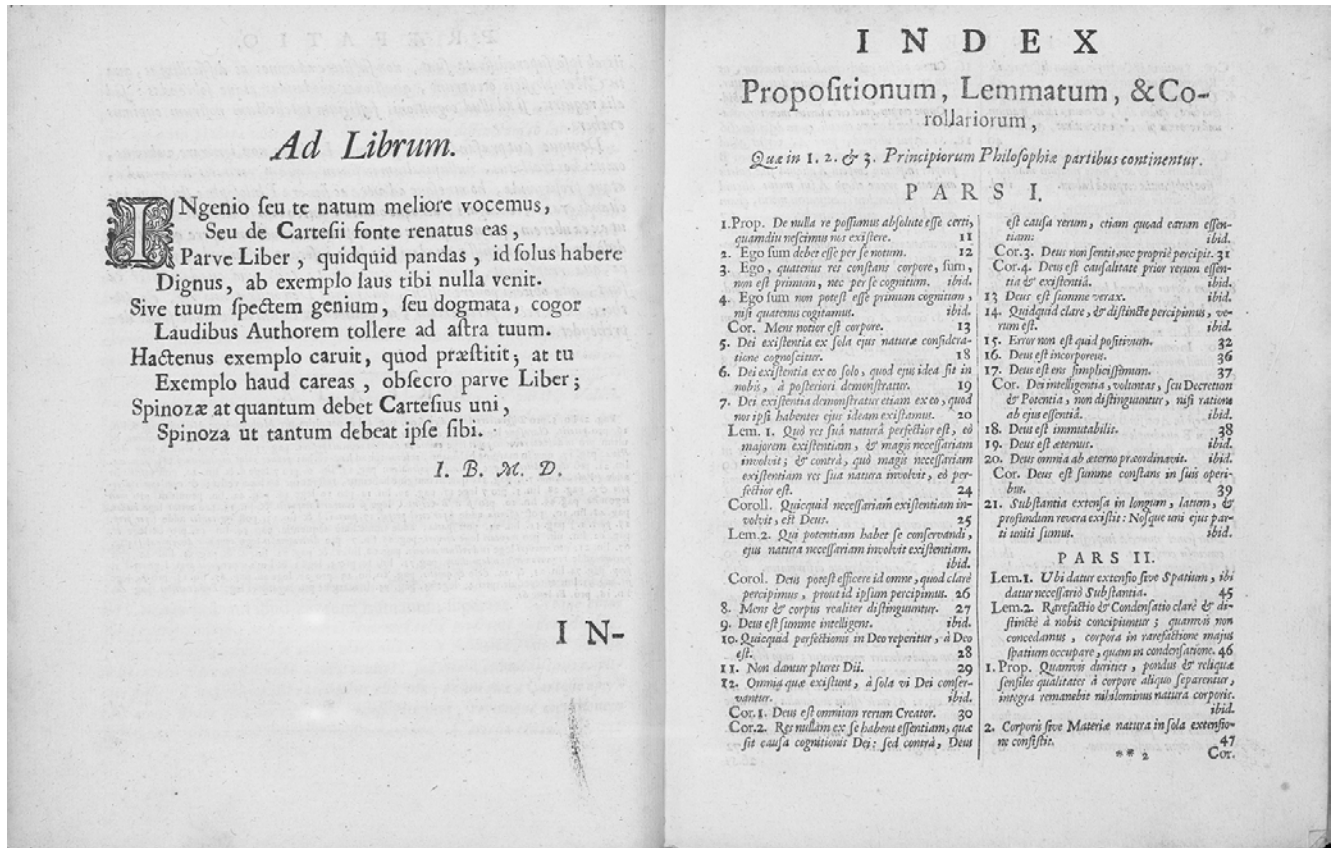 Ad Librum.
INgenio ſeu te natum meliore vocemus,
Seu de Carteſii fonte renatus eas,
Parve Liber, quidquid pandas, id ſolus habere
Dignus, ab exemplo laus tibi nulla venit.
Sive tuum ſpectem genium, ſeu dogmata, cogor
Laudibus Authorem tollere ad aſtra tuum.
Hactenus exemplo caruit, quod præſtitit; at tu
Exemplo haud careas, obſecro parve Liber;
Spinozæ at quantum debet Carteſius uni,
Spinoza ut tantum debeat ipſe ſibi.
I. B. M. D.
IN-
INDEX
Propoſitionum, Lemmatum, & Co-
rollariorum,
Quæ in 1. 2. & 3. Principiorum Philoſophiæ partibus continentur.
PARS I.
1. Prop. De nulla re poſſumus abſolute eſſe certi,
quamdiu neſcimus nos exiſtere. 11
2. Ego ſum debet eſſe per ſe notum. 12
3. Ego, quatenus res conſtans corpore, ſum,
non eſt primum, nec per ſe cognitum. ibid.
4. Ego ſum non poteſt eſſe primum cognitum,
niſi quatenus cogitamus. ibid.
Cor. Mens notior eſt corpore. 13
5. Dei exiſtentia ex ſola ejus naturæ conſidera-
tione cognoſcitur. 18
6. Dei exiſtentia ex eo ſolo, quod ejus idea ſit in
nobis, à poſteriori demonſtratur. 19
7. Dei exiſtentia demonſtratur etiam ex eo, quod
nos ipſi habentes ejus ideam exiſtamus. 20
Lem. 1. Quò res ſuâ naturâ perfectior eſt, eò
majorem exiſtentiam, & magis neceſſariam
involvit; & contrà, quò magis neceſſariam
exiſtentiam res ſua natura involvit, eò per-
fectior eſt. 24
Coroll. Quicquid neceſſariam exiſtentiam in-
volvit, eſt Deus. 25
Lem. 2. Qui potentiam habet ſe conſervandi,
ejus natura neceſſariam involvit exiſtentiam.
ibid.
Corol. Deus poteſt efficere id omne, quod clarè
percipimus, prout id ipſum percipimus. 26
8. Mens & corpus realiter diſtinguuntur. 27
9. Deus eſt ſumme intelligens. ibid.
10. Quicquid perfectionis in Deo reperitur, à Deo
eſt. 28
11. Non dantur plures Dii. 29
12. Omnia quæ exiſtunt, à ſola vi Dei conſer-
vantur. ibid.
Cor. 1. Deus eſt omnium rerum Creator. 30
Cor. 2. Res nullam ex ſe habent eſſentiam, quæ
ſit cauſa cognitionis Dei: ſed contrà, Deus
eſt cauſa rerum, etiam quoad earum eſſen-
tiam. ibid.
Cor. 3. Deus non ſentit, nec propriè percipit. 31
Cor. 4. Deus eſt cauſalitate prior rerum eſſen-
tia & exiſtentiâ. ibid.
13 Deus eſt ſumme verax. ibid.
14. Quidquid clare, & diſtincte percipimus, ve-
rum eſt. ibid.
15. Error non eſt quid poſitivum. 32
16. Deus eſt incorporeus. 36
17. Deus eſt ens ſimpliciſſimum. 37
Cor. Dei intelligentia, voluntas, ſeu Decretum
& Potentia, non diſtinguuntur, niſi ratione
ab ejus eſſentiâ. ibid.
18. Deus eſt immutabilis. 38
19. Deus eſt æternus. ibid.
20. Deus omnia ab æterno præordinavit. ibid.
Cor. Deus eſt ſumme conſtans in ſuis operi-
bus. 39
21. Subſtantia extenſa in longum, latum, &
profundum revera exiſtit: Noſque uni ejus par-
ti uniti ſumus. ibid.
PARS II.
Lem. 1. Ubi datur extenſio ſive Spatium, ibi
datur neceſſariò Subſtantia. 45
Lem. 2. Rarefactio & Condenſatio clarè & di-
ſtinctè à nobis concipiuntur; quamvis non
concedamus, corpora in rarefactione majus
ſpatium occupare, quam in condenſatione. 46
1. Prop. Quamvis durities, pondus & reliquæ
ſenſiles qualitates à corpore aliquo ſeparentur,
integra remanebit nihilominus natura corporis.
ibid.
2. Corporis ſive Materiæ natura in ſola extenſio-
ne conſiſtit. 47
** 2 Cor.